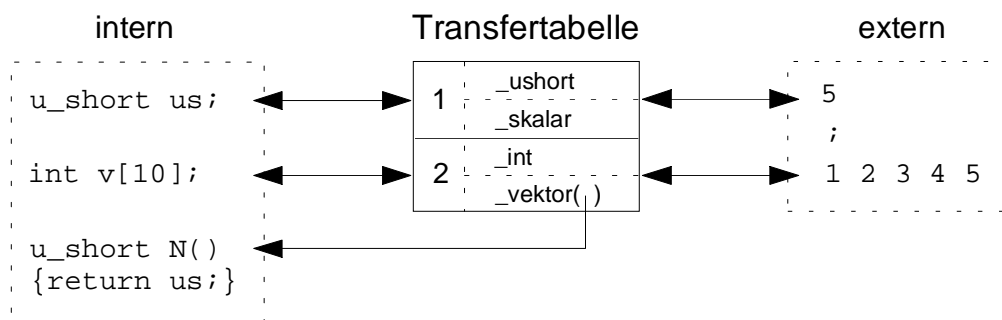 intern
Transfertabelle
extern
u_short us;
1
_ushort
_skalar
5
;
int v[10];
2
_int
_vektor( )
1 2 3 4 5
u_short N()
{return us;}